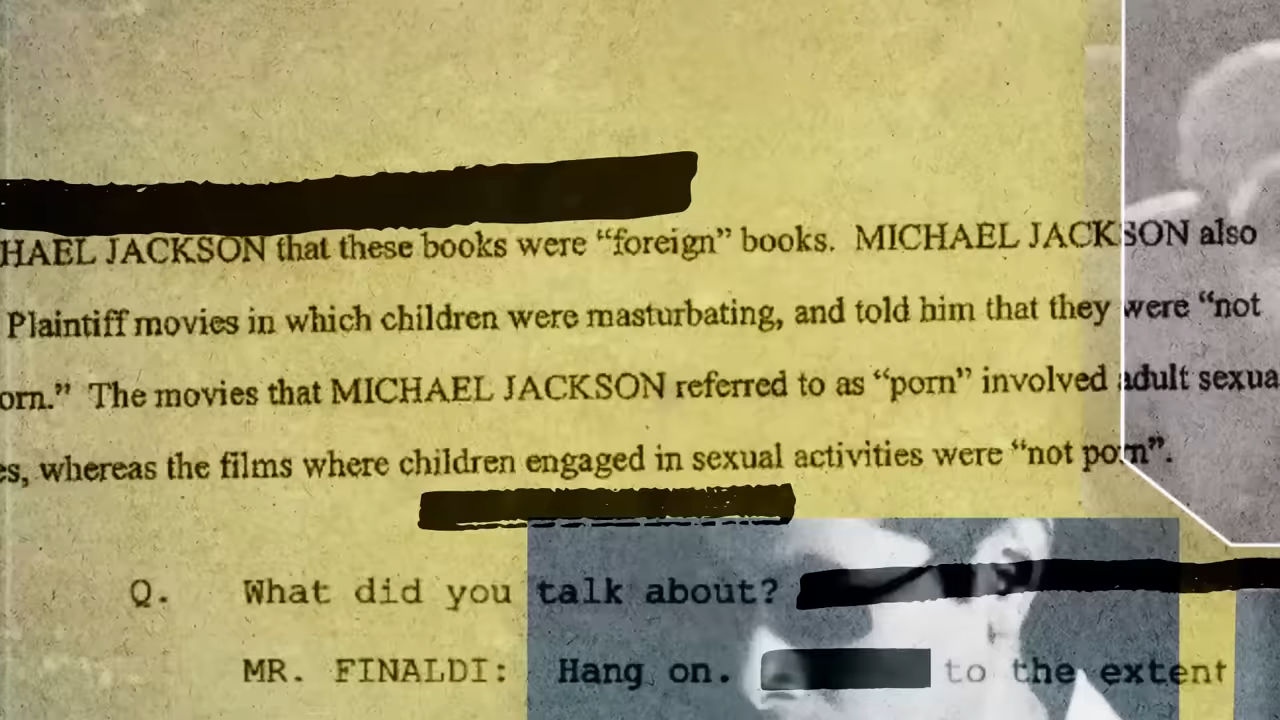 HAEL JACKSON that these books were “foreign” books. MICHAEL JACKSON also
Plaintiff movies in which children were masturbating, and told him that they were “not
orn.” The movies that MICHAEL JACKSON referred to as “porn” involved adult sexua
es, whereas the films where children engaged in sexual activities were “not porn”.
Q. What did you talk about?
MR. FINALDI: Hang on. to the extent